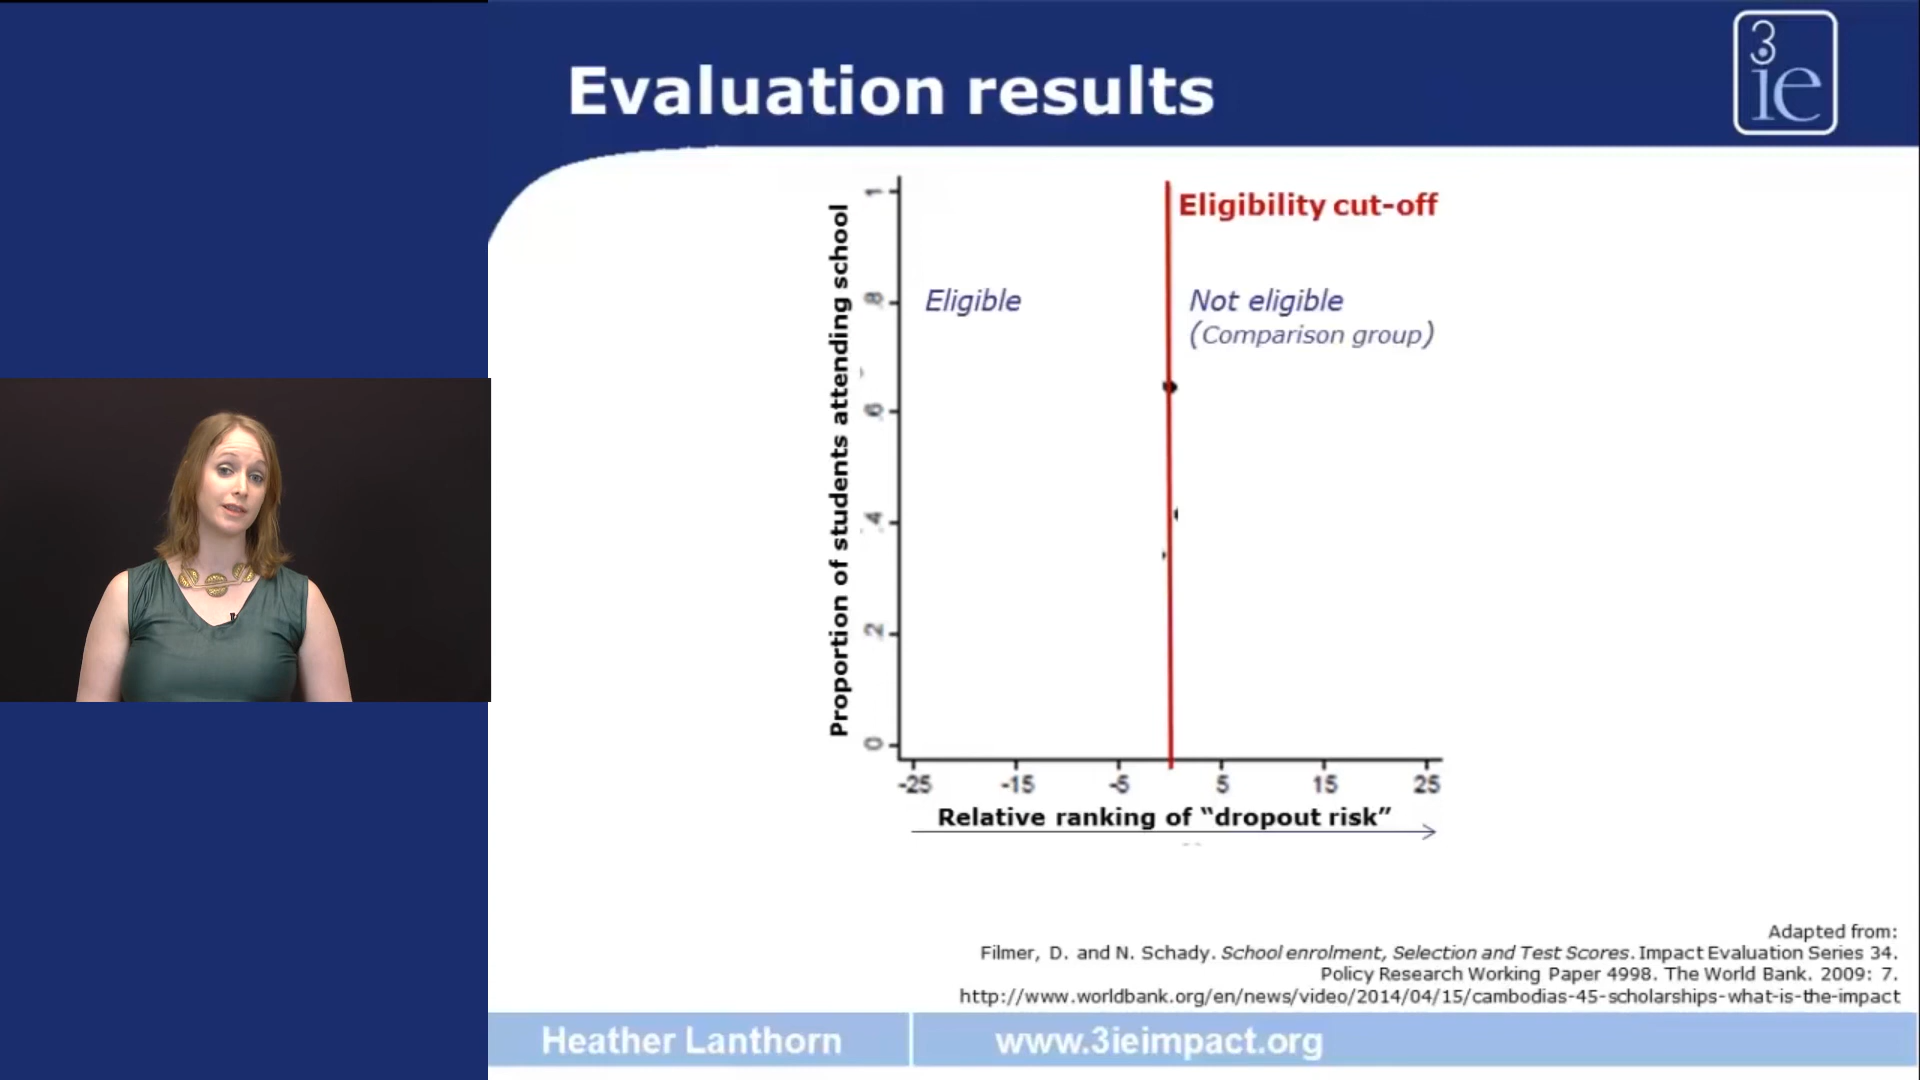 Evaluation results
3
ie
Eligibility cut-off
Eligible
Not eligible
(Comparison group)
Proportion of students attending school
1
.8
.6
.4
.2
0
-25 -15 -5 5 15 25
Relative ranking of “dropout risk”
Adapted from:
Filmer, D. and N. Schady. School enrolment, Selection and Test Scores. Impact Evaluation Series 34.
Policy Research Working Paper 4998. The World Bank. 2009: 7.
http://www.worldbank.org/en/news/video/2014/04/15/cambodias-45-scholarships-what-is-the-impact
Heather Lanthorn
www.3ieimpact.org